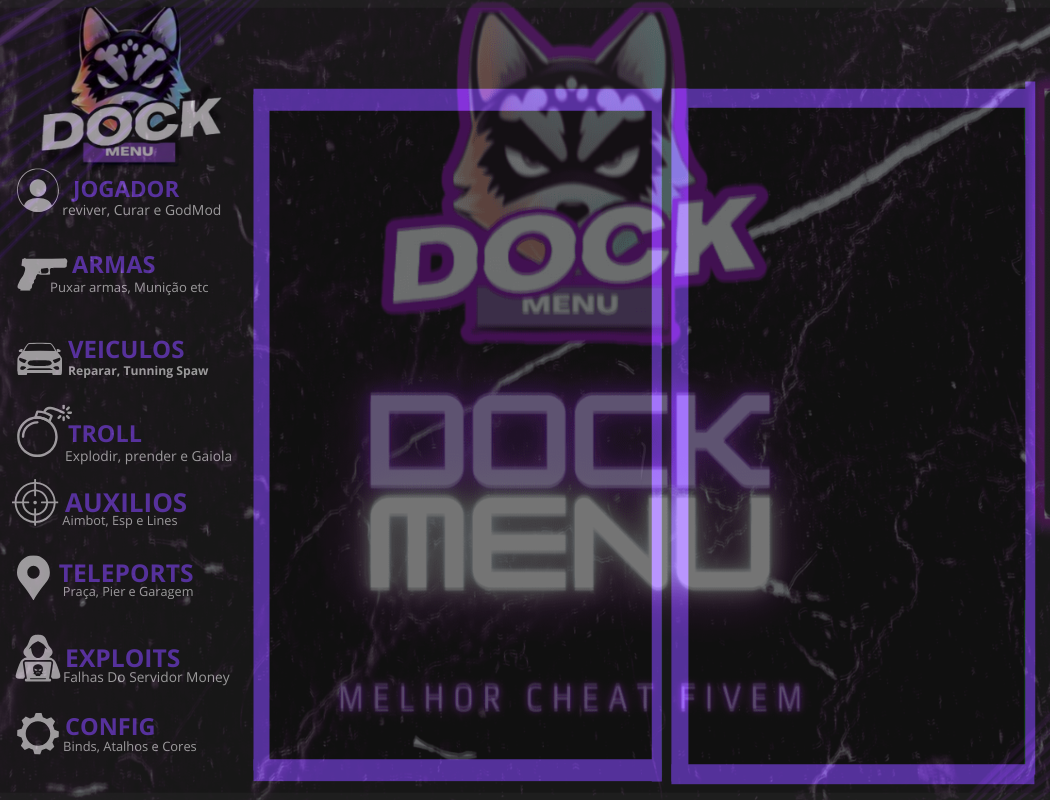 DOCK
MENU
JOGADOR
reviver, Curar e GodMod
ARMAS
Puxar armas, Munição etc
VEICULOS
Reparar, Tunning Spaw
TROLL
Explodir, prender e Gaiola
AUXILIOS
Aimbot, Esp e Lines
TELEPORTS
Praça, Pier e Garagem
EXPLOITS
Falhas Do Servidor Money
CONFIG
Binds, Atalhos e Cores
DOCK
MENU
DOCK
MENU
MELHOR CHEAT FIVEM